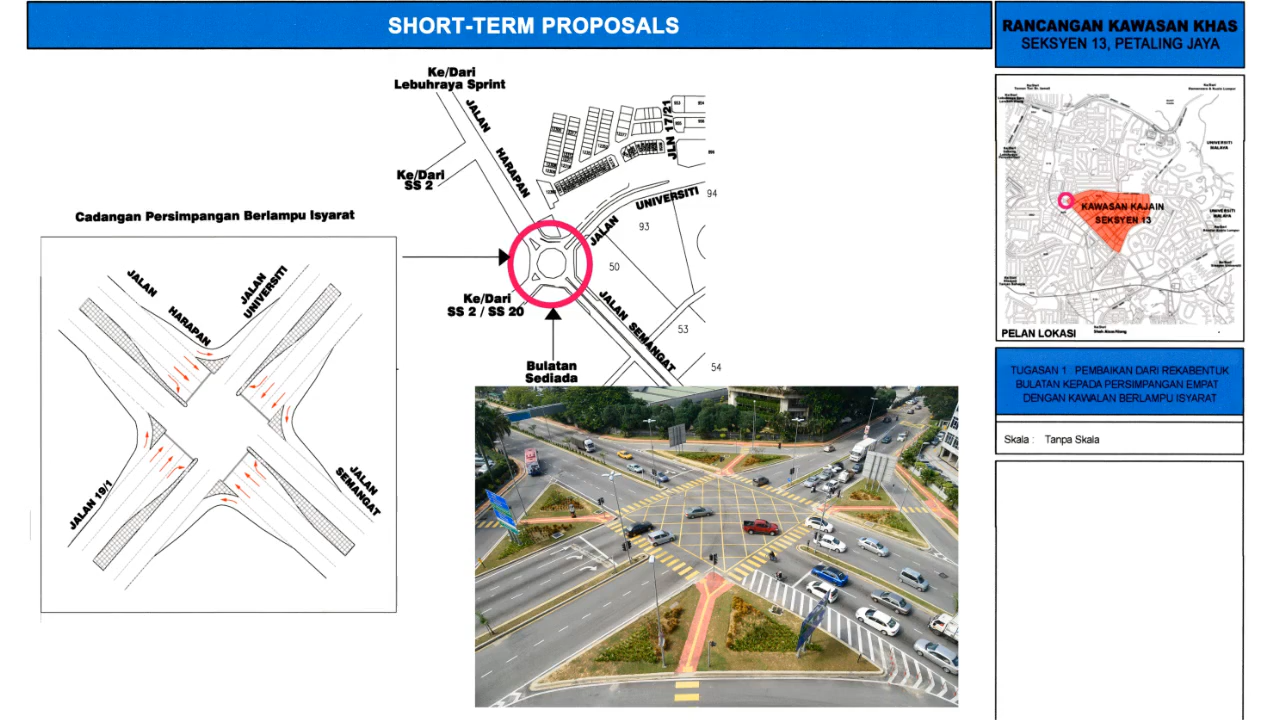 SHORT-TERM PROPOSALS
RANCANGAN KAWASAN KHAS
SEKSYEN 13, PETALING JAYA
Ke/Dari
Lebuhraya Sprint
JALAN
HARAPAN
JLN 17/21
Ke/Dari
SS 2
JALAN
UNIVERSITI
94
93
50
53
54
Ke/Dari
SS 2 / SS 20
JALAN SEMANGAT
Bulatan
Sediada
Cadangan Persimpangan Berlampu Isyarat
JALAN
HARAPAN
JALAN
UNIVERSITI
JALAN 19/1
JALAN
SEMANGAT
UNIVERSITI
MALAYA
KAWASAN KAJAIN
SEKSYEN 13
PELAN LOKASI
TUGASAN 1 : PEMBAIKAN DARI REKABENTUK
BULATAN KEPADA PERSIMPANGAN EMPAT
DENGAN KAWALAN BERLAMPU ISYARAT
Skala : Tanpa Skala